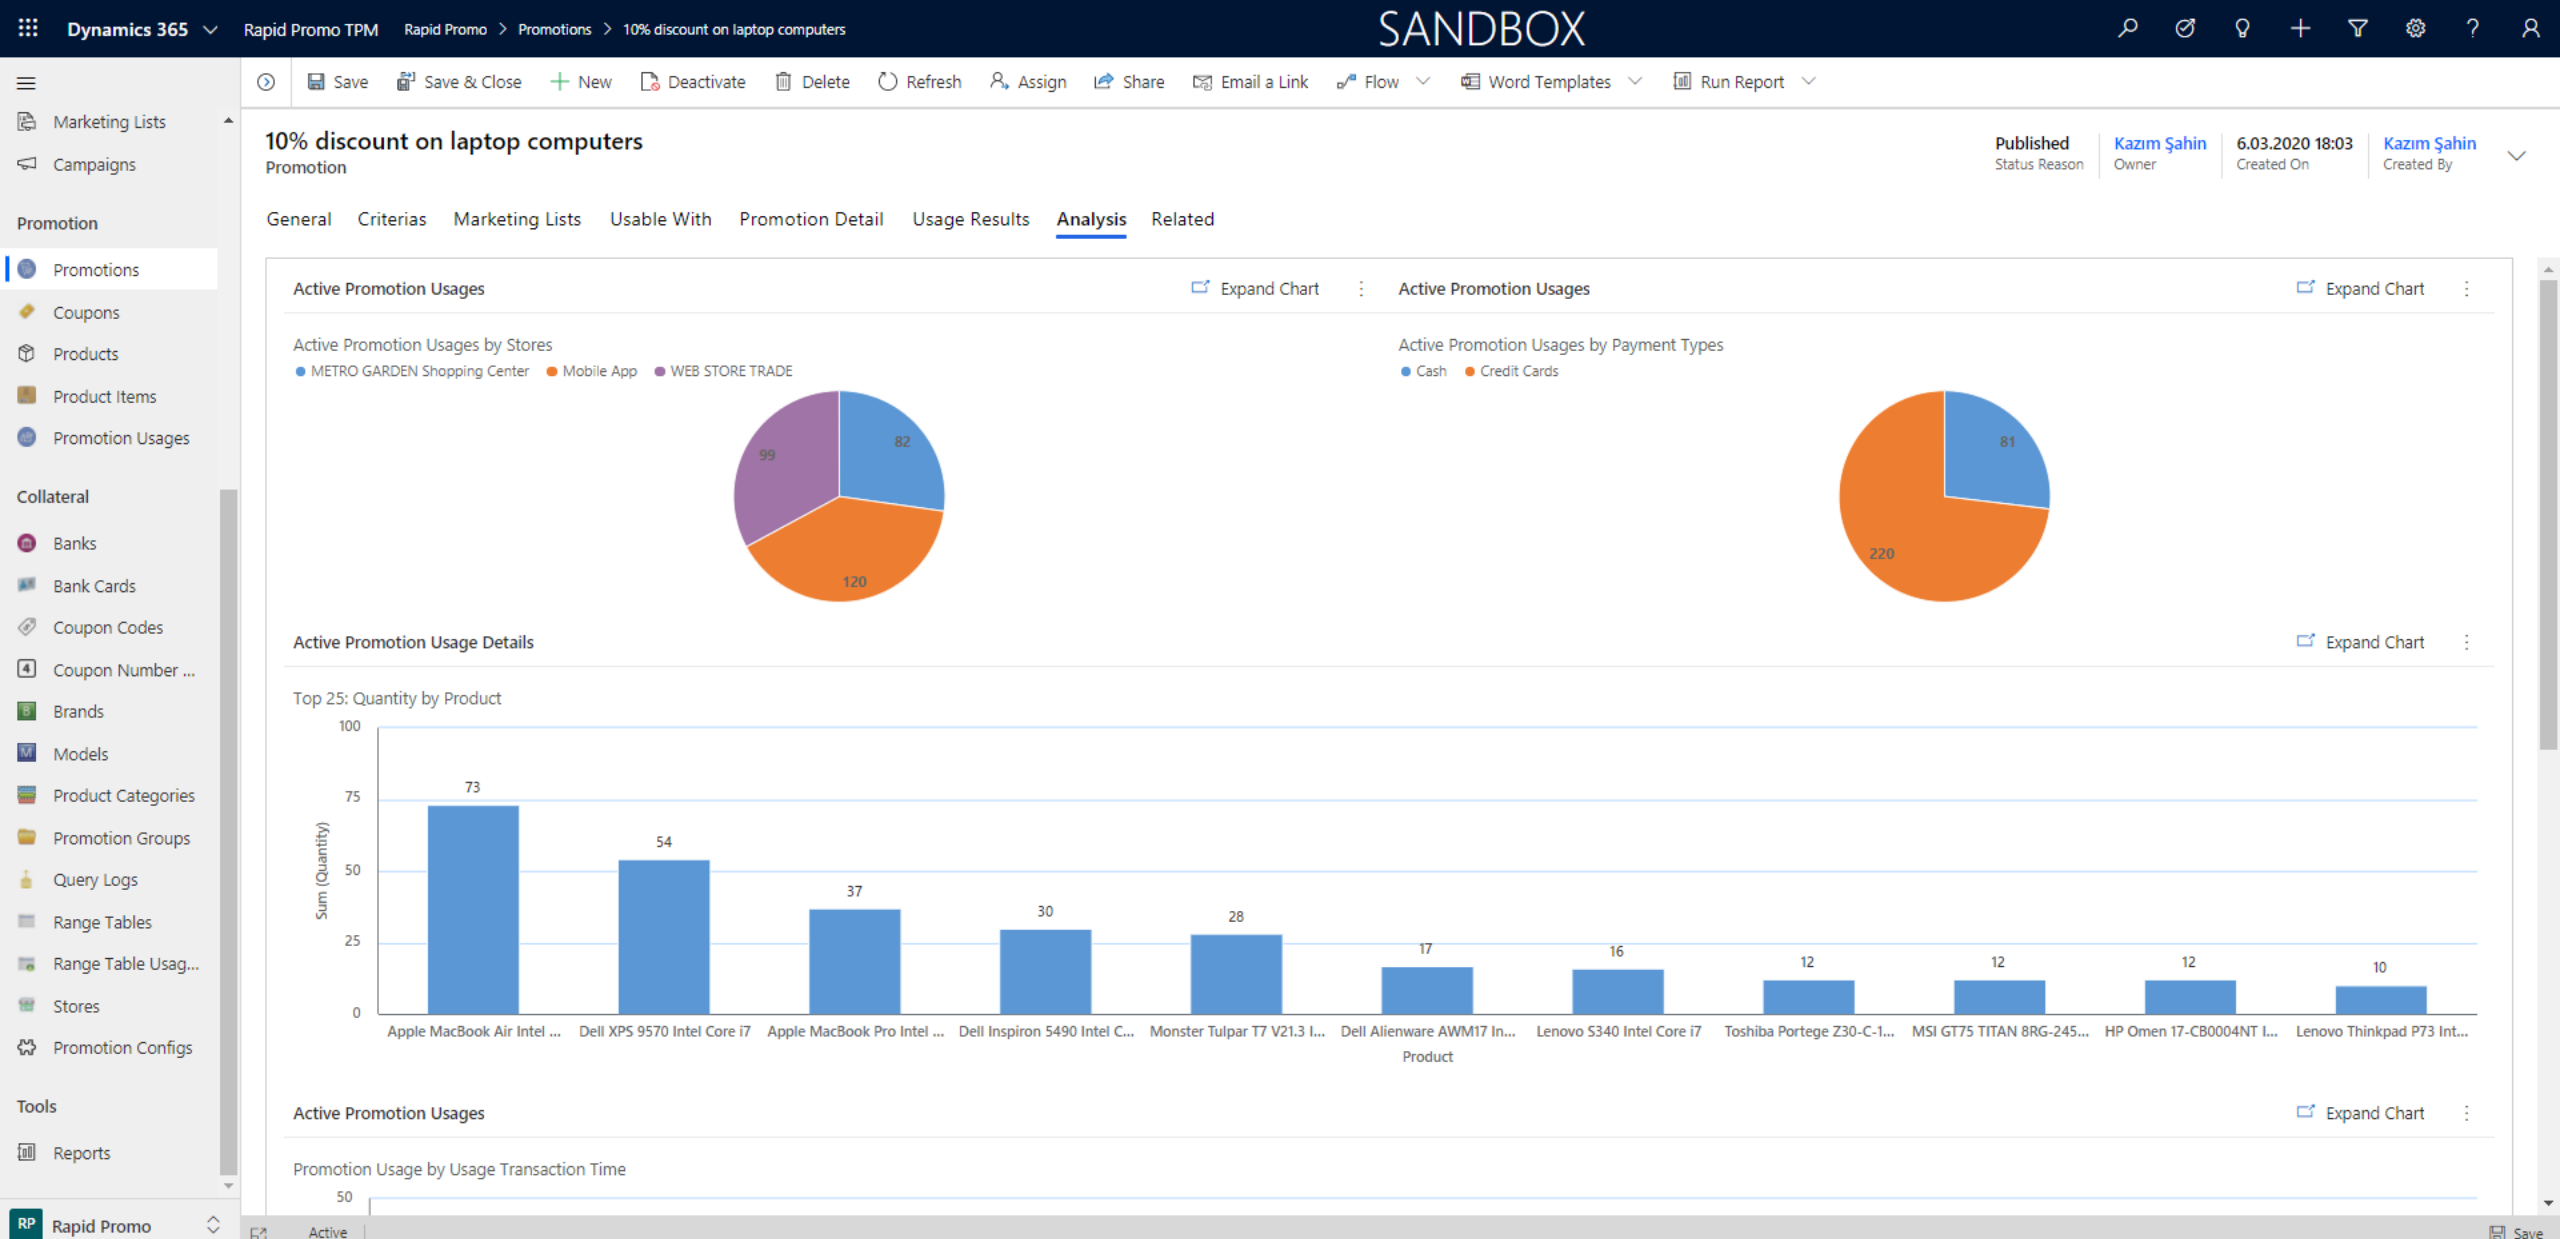 Dynamics 365 Rapid Promo TPM Rapid Promo > Promotions > 10% discount on laptop computers SANDBOX
Save Save & Close New Deactivate Delete Refresh Assign Share Email a Link Flow Word Templates Run Report
Marketing Lists
Campaigns
Promotion
Promotions
Coupons
Products
Product Items
Promotion Usages
Collateral
Banks
Bank Cards
Coupon Codes
Coupon Number ...
Brands
Models
Product Categories
Promotion Groups
Query Logs
Range Tables
Range Table Usag...
Stores
Promotion Configs
Tools
Reports
RP Rapid Promo
10% discount on laptop computers
Promotion
Published Kazım Şahin 6.03.2020 18:03 Kazım Şahin
Status Reason Owner Created On Created By
General Criterias Marketing Lists Usable With Promotion Detail Usage Results Analysis Related
Active Promotion Usages Expand Chart
Active Promotion Usages by Stores
METRO GARDEN Shopping Center Mobile App WEB STORE TRADE
82
99
120
Active Promotion Usages Expand Chart
Active Promotion Usages by Payment Types
Cash Credit Cards
81
220
Active Promotion Usage Details Expand Chart
Top 25: Quantity by Product
Sum (Quantity)
100
75
50
25
0
73 54 37 30 28 17 16 12 12 12 10
Apple MacBook Air Intel ... Dell XPS 9570 Intel Core i7 Apple MacBook Pro Intel ... Dell Inspiron 5490 Intel C... Monster Tulpar T7 V21.3 I... Dell Alienware AWM17 In... Lenovo S340 Intel Core i7 Toshiba Portege Z30-C-1... MSI GT75 TITAN 8RG-245... HP Omen 17-CB0004NT I... Lenovo Thinkpad P73 Int...
Product
Active Promotion Usages Expand Chart
Promotion Usage by Usage Transaction Time
50
Active Save